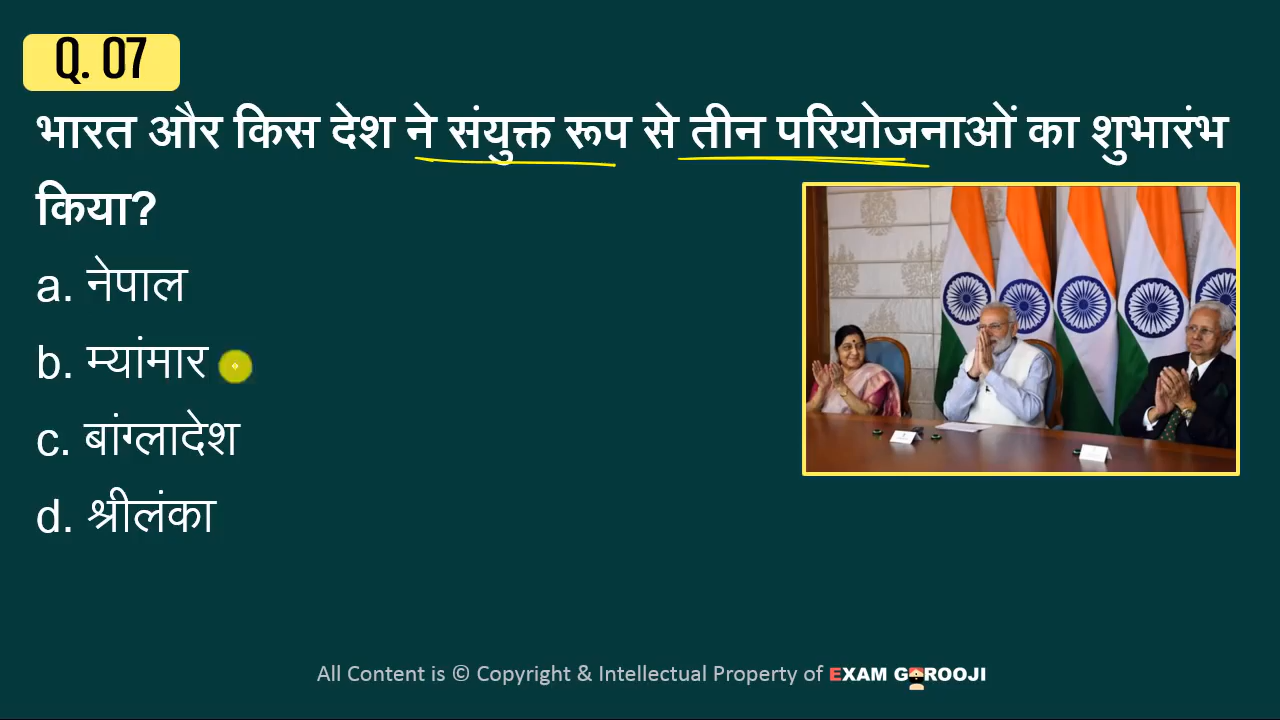 Q. 07
भारत और किस देश ने संयुक्त रूप से तीन परियोजनाओं का शुभारंभ
किया?
a. नेपाल
b. म्यांमार
c. बांग्लादेश
d. श्रीलंका
All Content is © Copyright & Intellectual Property of EXAM GUROOJI